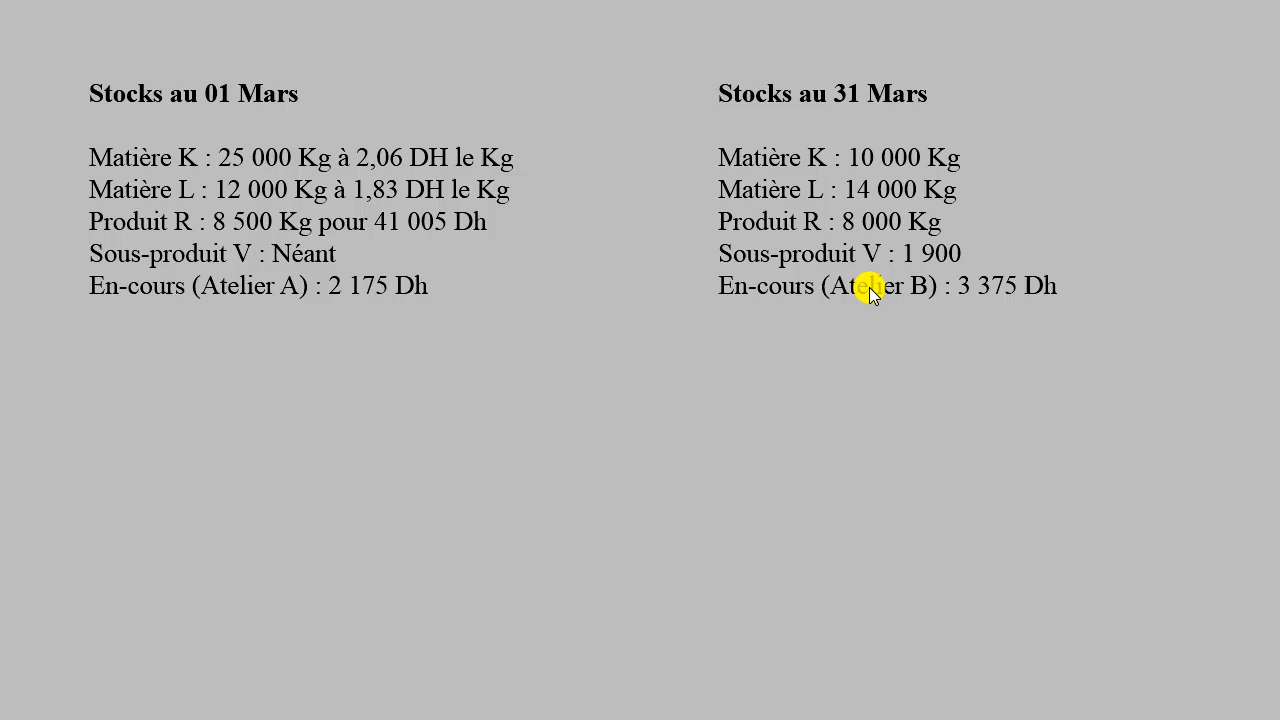 Stocks au 01 Mars
Matière K : 25 000 Kg à 2,06 DH le Kg
Matière L : 12 000 Kg à 1,83 DH le Kg
Produit R : 8 500 Kg pour 41 005 Dh
Sous-produit V : Néant
En-cours (Atelier A) : 2 175 Dh
Stocks au 31 Mars
Matière K : 10 000 Kg
Matière L : 14 000 Kg
Produit R : 8 000 Kg
Sous-produit V : 1 900
En-cours (Atelier B) : 3 375 Dh